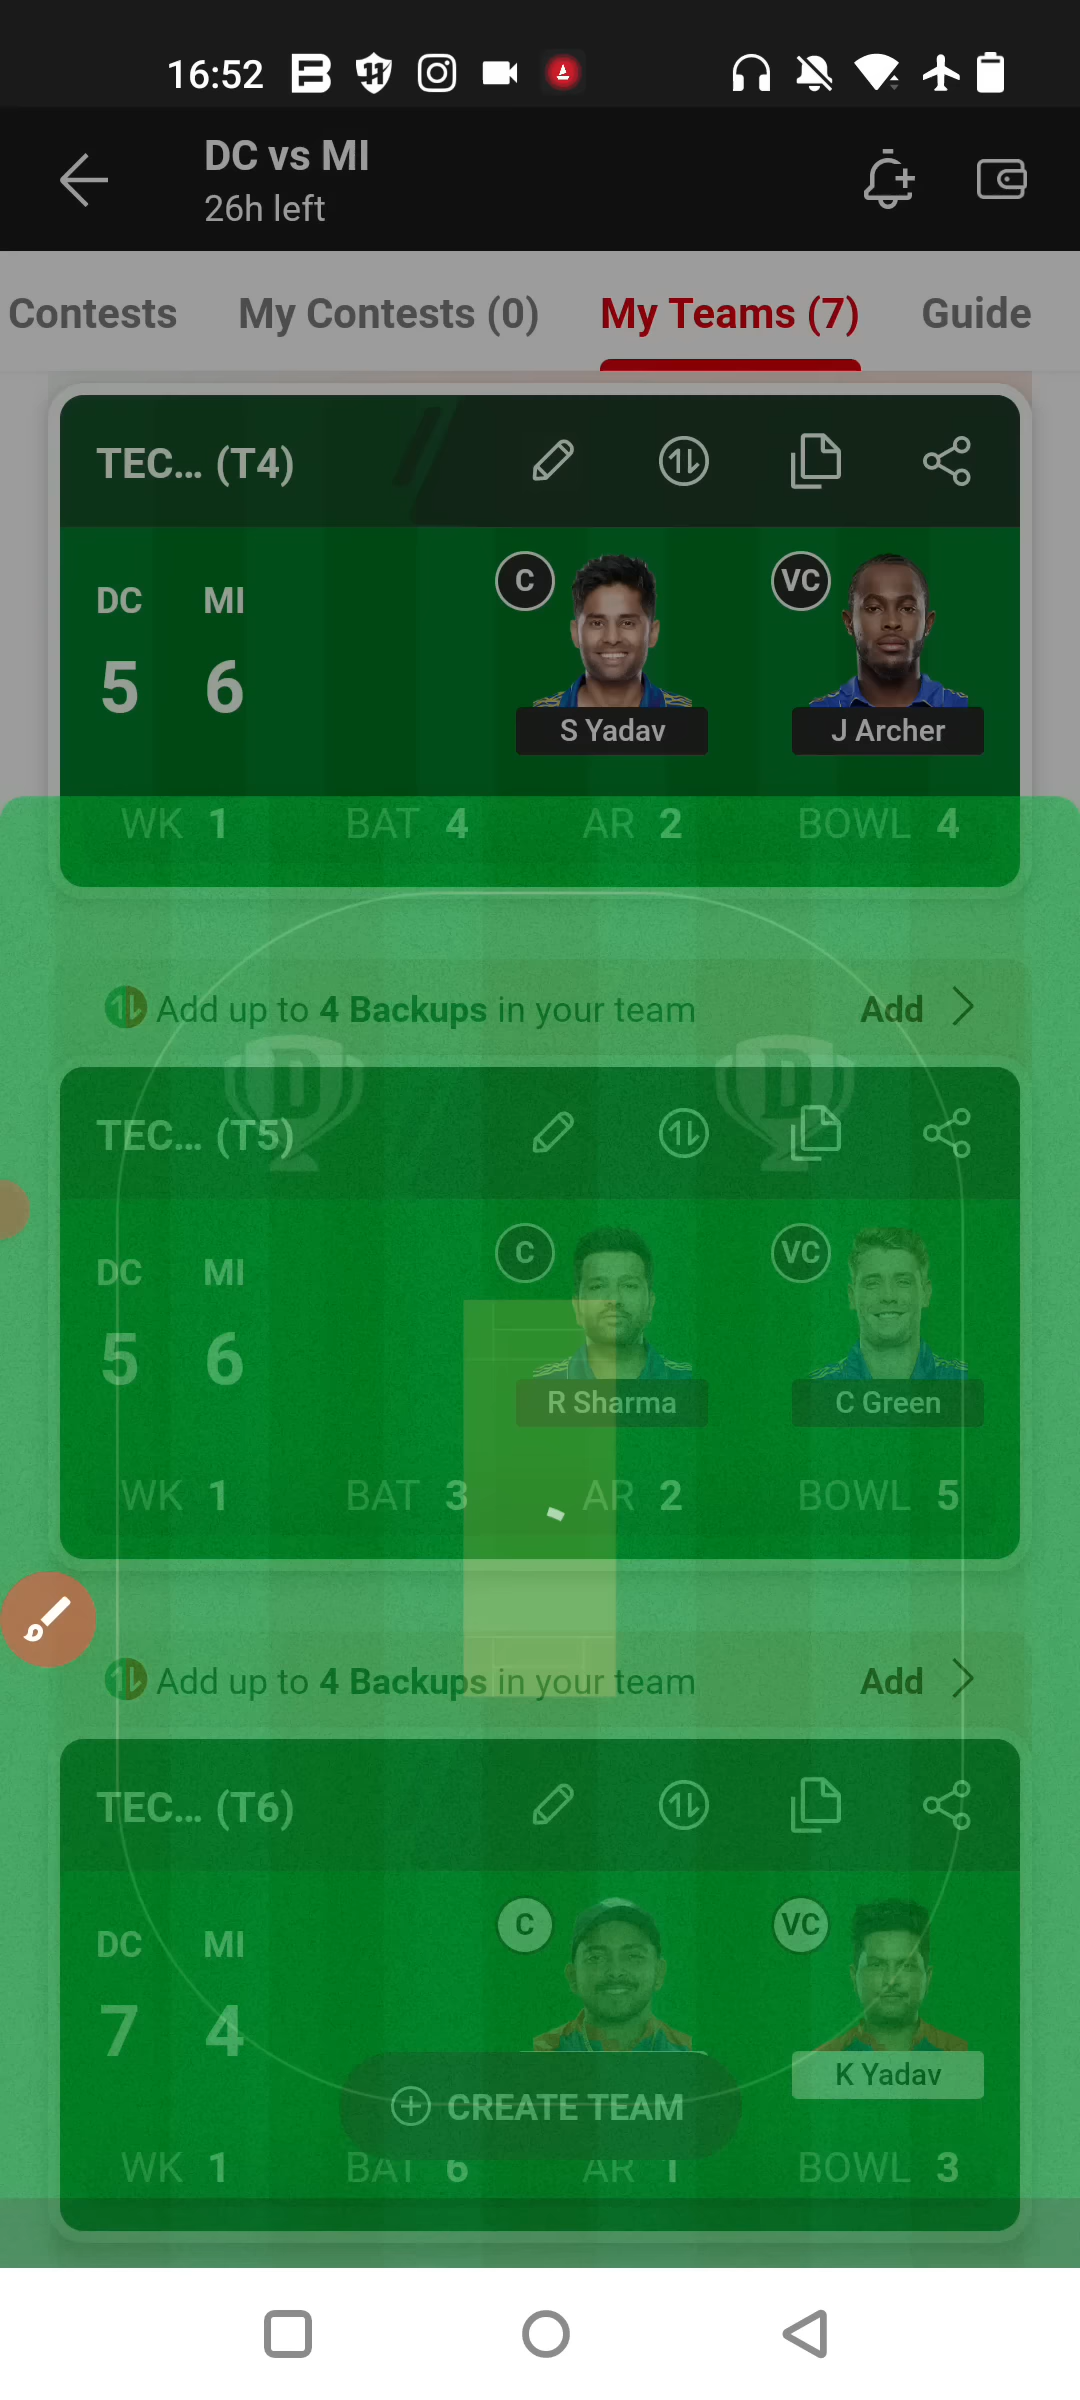 16:52
DC vs MI
26h left
Contests My Contests (0) My Teams (7) Guide
TEC... (T4)
DC MI C VC
5 6
S Yadav J Archer
WK 1 BAT 4 AR 2 BOWL 4
Add up to 4 Backups in your team Add
TEC... (T5)
DC MI C VC
5 6
R Sharma C Green
WK 1 BAT 3 AR 2 BOWL 5
Add up to 4 Backups in your team Add
TEC... (T6)
DC MI C VC
7 4
K Yadav
CREATE TEAM
WK 1 BAT 6 AR 1 BOWL 3